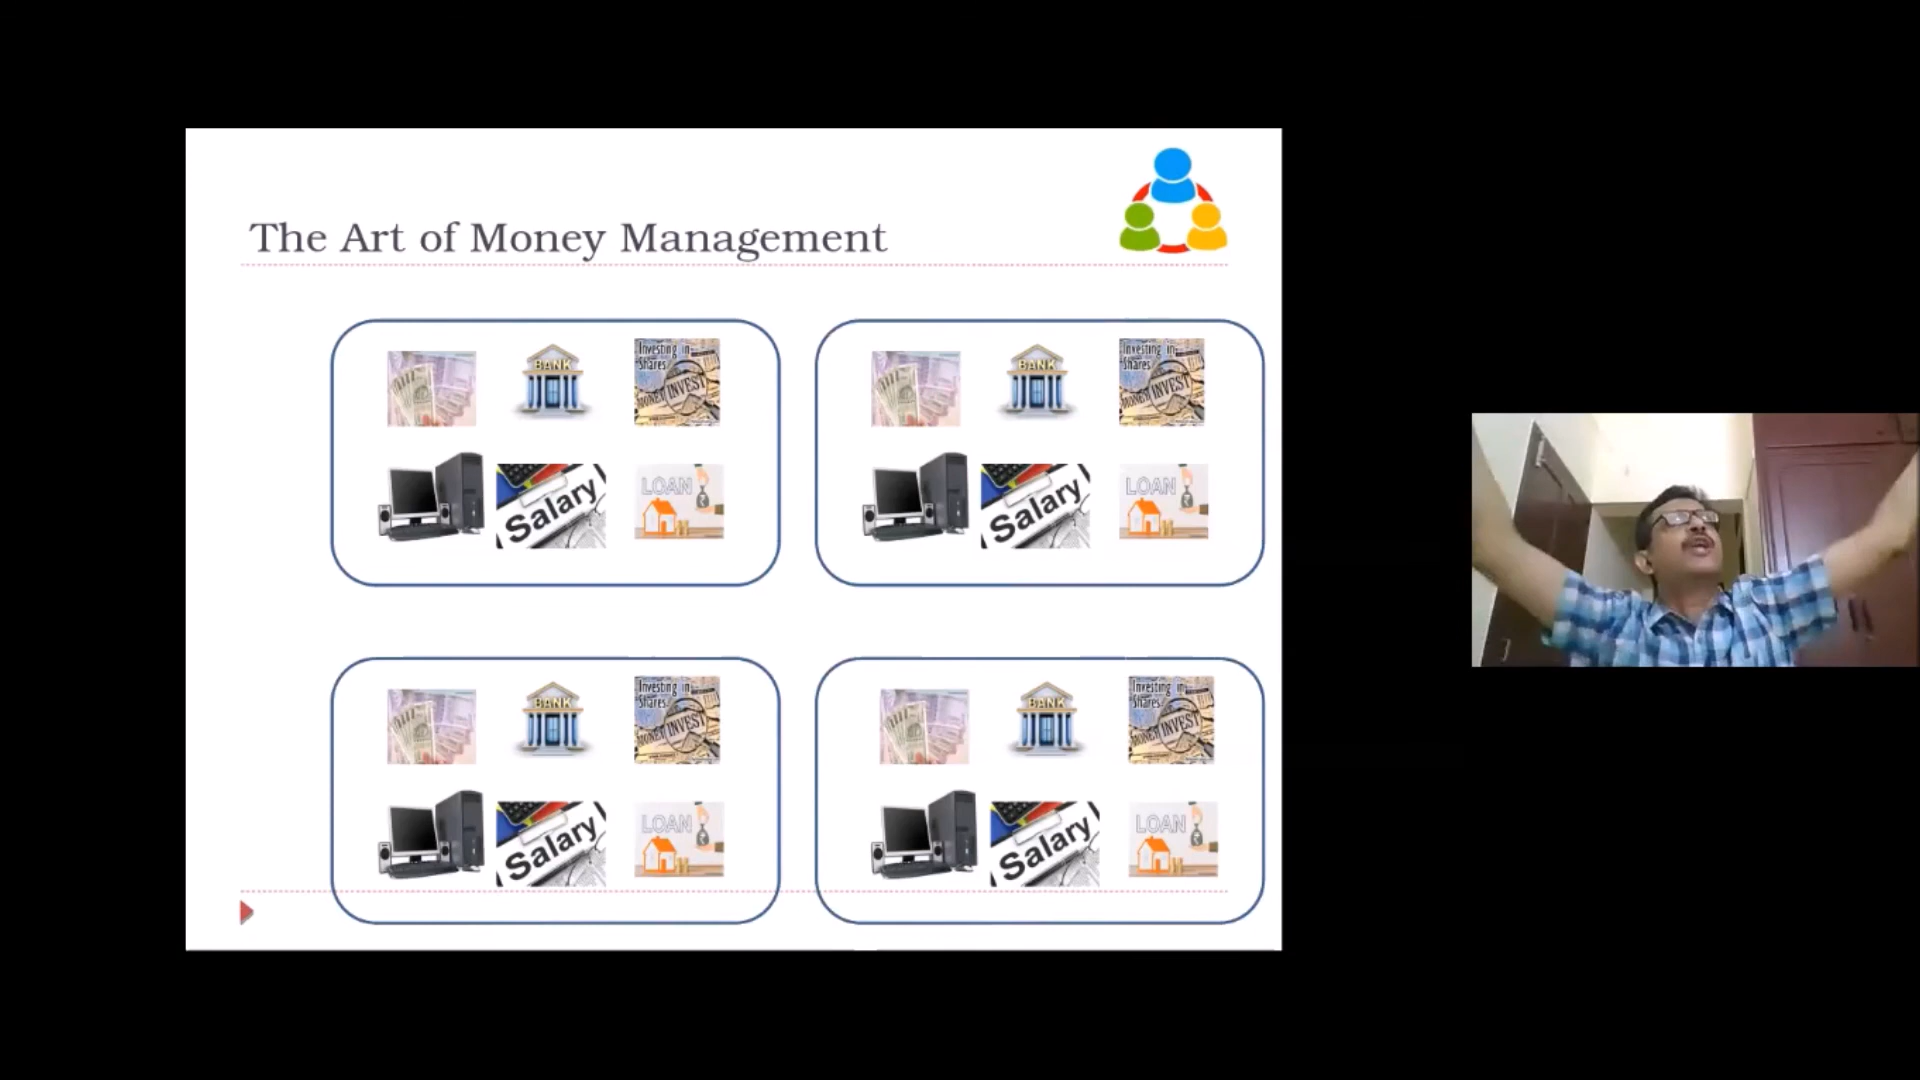 The Art of Money Management
BANK
Investing in
Shares
MONEY INVEST
Salary
LOAN
BANK
Investing in
Shares
MONEY INVEST
Salary
LOAN
BANK
Investing in
Shares
MONEY INVEST
Salary
LOAN
BANK
Investing in
Shares
MONEY INVEST
Salary
LOAN